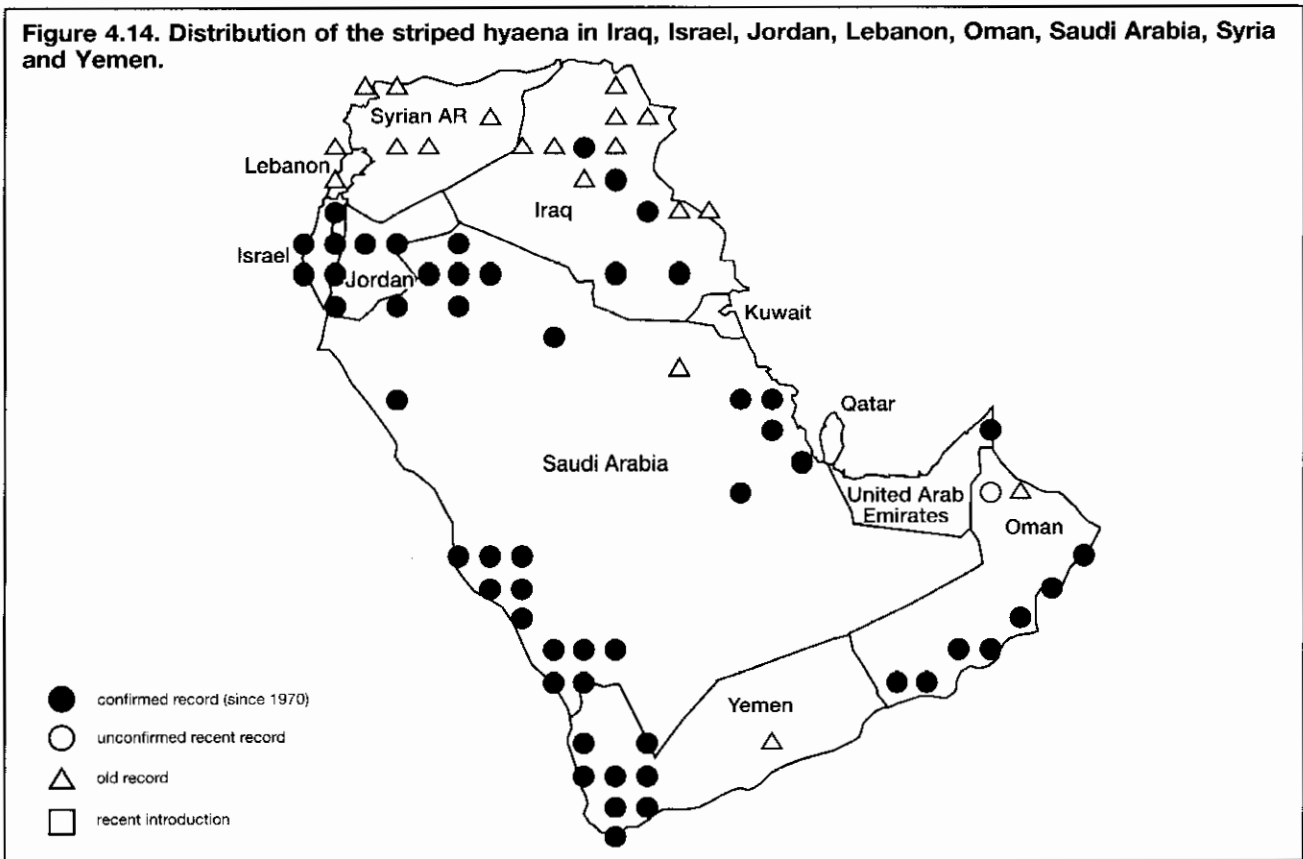 Figure 4.14. Distribution of the striped hyaena in Iraq, Israel, Jordan, Lebanon, Oman, Saudi Arabia, Syria
and Yemen.
Syrian AR
Lebanon
Iraq
Israel
Jordan
Kuwait
Qatar
Saudi Arabia
United Arab
Emirates
Oman
Yemen
confirmed record (since 1970)
unconfirmed recent record
old record
recent introduction